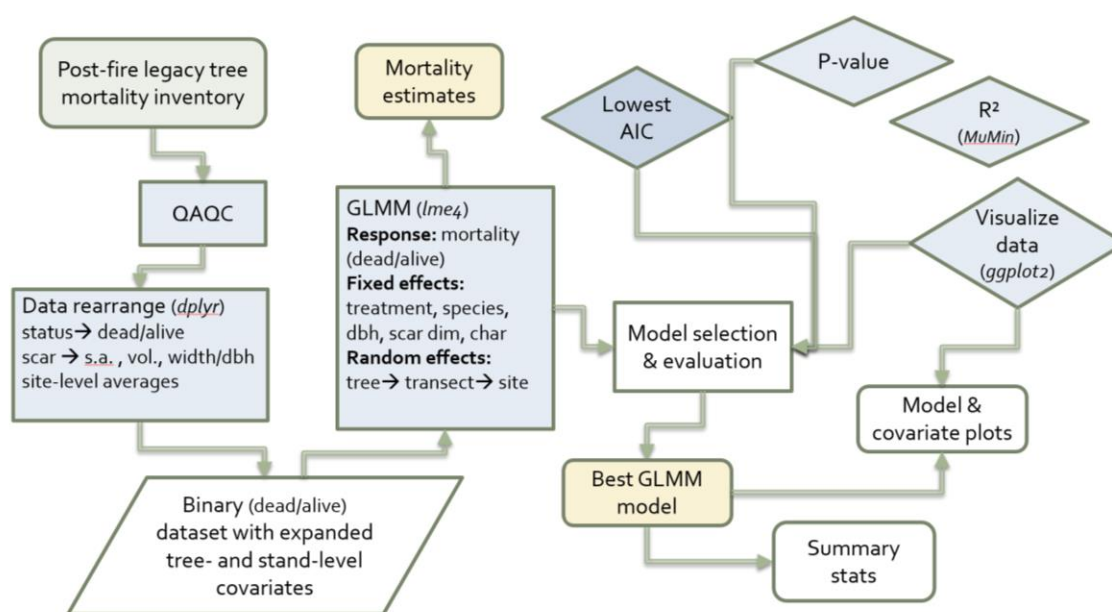 Post-fire legacy tree
mortality inventory
QAQC
Data rearrange (dplyr)
status→ dead/alive
scar → s.a. , vol., width/dbh
site-level averages
Binary (dead/alive)
dataset with expanded
tree- and stand-level
covariates
Mortality
estimates
GLMM (lme4)
Response: mortality
(dead/alive)
Fixed effects:
treatment, species,
dbh, scar dim, char
Random effects:
tree→ transect→ site
Lowest
AIC
P-value
R²
(MuMin)
Visualize
data
(ggplot2)
Model selection
& evaluation
Best GLMM
model
Model &
covariate plots
Summary
stats